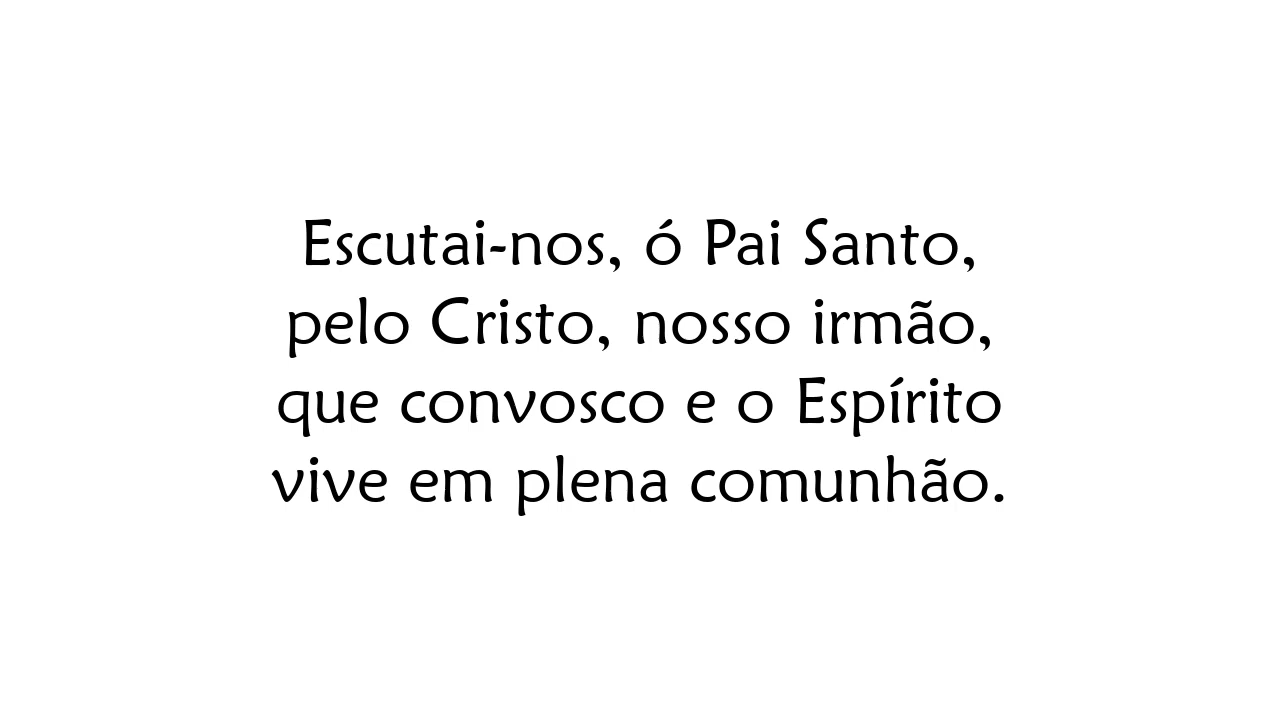 Escutai-nos, ó Pai Santo,
pelo Cristo, nosso irmão,
que convosco e o Espírito
vive em plena comunhão.